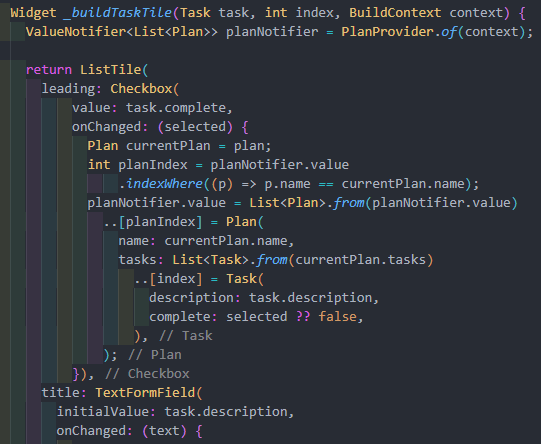 Widget _buildTaskTile(Task task, int index, BuildContext context) {
ValueNotifier<List<Plan>> planNotifier = PlanProvider.of(context);
return ListTile(
leading: Checkbox(
value: task.complete,
onChanged: (selected) {
Plan currentPlan = plan;
int planIndex = planNotifier.value
.indexWhere((p) => p.name == currentPlan.name);
planNotifier.value = List<Plan>.from(planNotifier.value)
..[planIndex] = Plan(
name: currentPlan.name,
tasks: List<Task>.from(currentPlan.tasks)
..[index] = Task(
description: task.description,
complete: selected ?? false,
), // Task
); // Plan
}), // Checkbox
title: TextFormField(
initialValue: task.description,
onChanged: (text) {